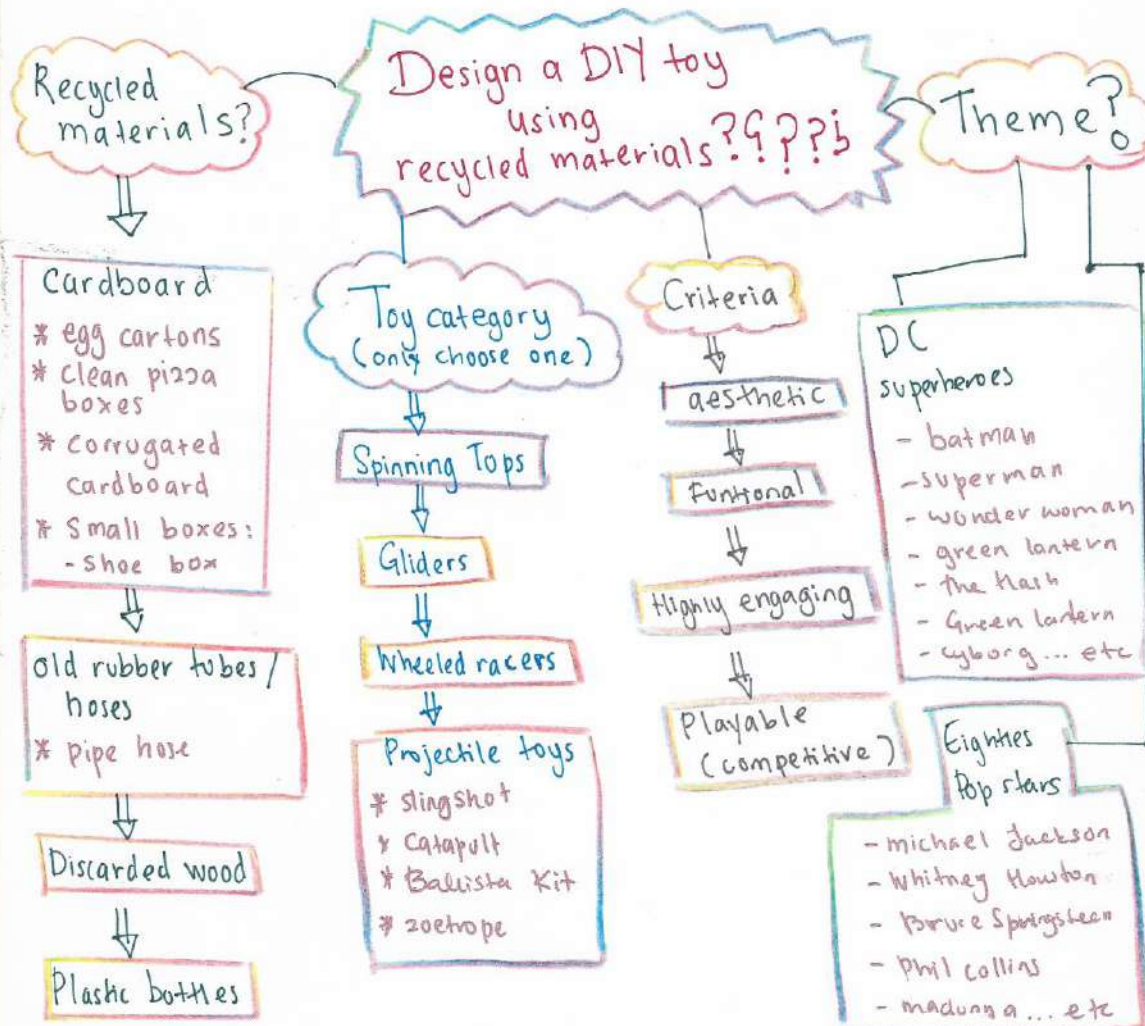 Design a DIY toy
using
recycled materials????¿
Recycled
materials?
Cardboard
* egg cartons
* clean pizza
boxes
* corrugated
cardboard
* Small boxes:
- shoe box
old rubber tubes/
hoses
* pipe hose
Discarded wood
Plastic bottles
Toy category
(only choose one)
Spinning Tops
Gliders
Wheeled racers
Projectile toys
* slingshot
* Catapult
* Ballista Kit
* zoetrope
Criteria
aesthetic
Funtional
Highly engaging
Playable
(competitive)
Theme?
DC
superheroes
- batman
- superman
- wonder woman
- green lantern
- the flash
- Green lantern
- cyborg... etc
Eighties
Pop stars
- michael Jackson
- Whitney Houston
- Bruce Springsteen
- Phil collins
- madunna... etc